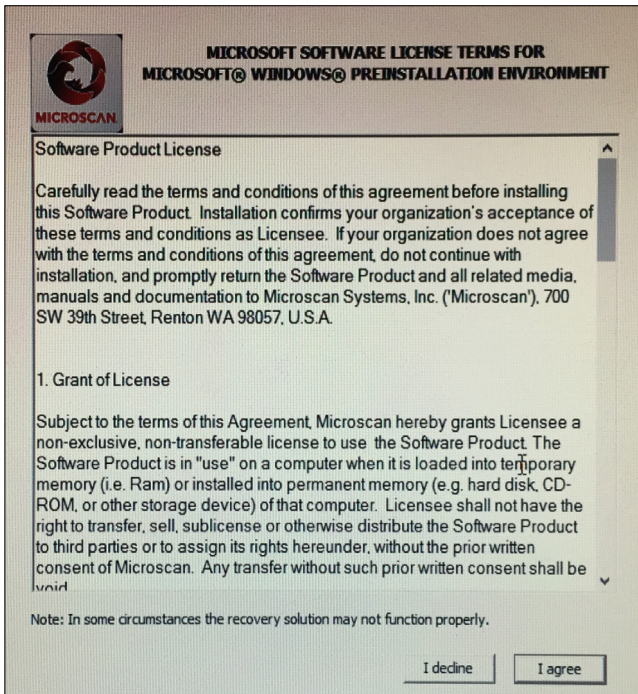 MICROSOFT SOFTWARE LICENSE TERMS FOR
MICROSOFT® WINDOWS® PREINSTALLATION ENVIRONMENT
MICROSCAN
Software Product License
Carefully read the terms and conditions of this agreement before installing
this Software Product.  Installation confirms your organization's acceptance of
these terms and conditions as Licensee.  If your organization does not agree
with the terms and conditions of this agreement, do not continue with
installation, and promptly return the Software Product and all related media,
manuals and documentation to Microscan Systems, Inc. ('Microscan'), 700
SW 39th Street, Renton WA 98057, U.S.A.
1. Grant of License
Subject to the terms of this Agreement, Microscan hereby grants Licensee a
non-exclusive, non-transferable license to use  the Software Product. The
Software Product is in "use" on a computer when it is loaded into temporary
memory (i.e. Ram) or installed into permanent memory (e.g. hard disk, CD-
ROM, or other storage device) of that computer.  Licensee shall not have the
right to transfer, sell, sublicense or otherwise distribute the Software Product
to third parties or to assign its rights hereunder, without the prior written
consent of Microscan.  Any transfer without such prior written consent shall be
void
Note: In some circumstances the recovery solution may not function properly.
I decline
I agree